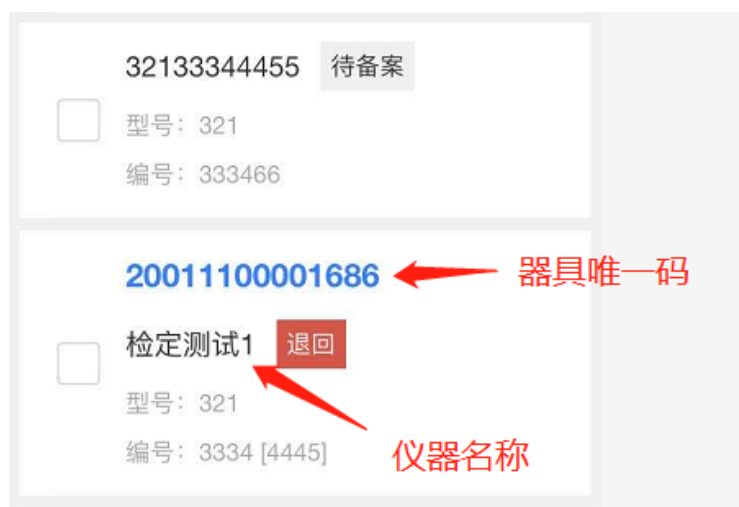 32133344455 待备案
型号：321
编号：333466
20011100001686
器具唯一码
检定测试1 退回
型号：321
编号：3334 [4445]
仪器名称